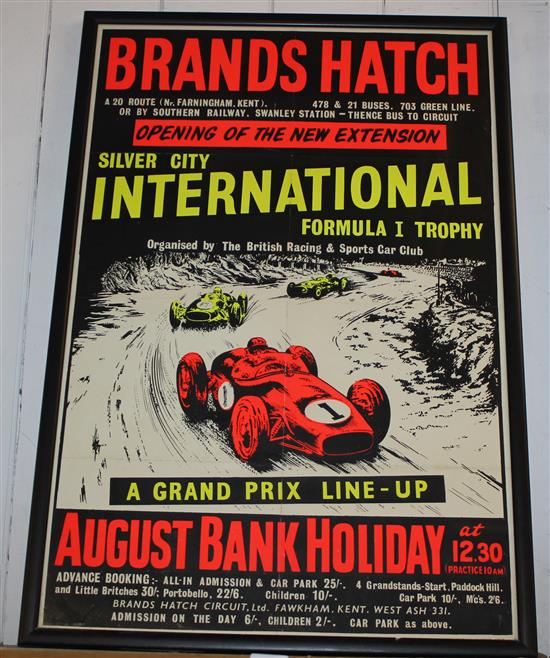 BRANDS HATCH
A 20 ROUTE (Nr. FARNINGHAM, KENT). 478 & 21 BUSES. 703 GREEN LINE.
OR BY SOUTHERN RAILWAY. SWANLEY STATION – THENCE BUS TO CIRCUIT
OPENING OF THE NEW EXTENSION
SILVER CITY
INTERNATIONAL
FORMULA I TROPHY
Organised by The British Racing & Sports Car Club
1
A GRAND PRIX LINE-UP
AUGUST BANK HOLIDAY at
12.30
(PRACTICE 10 AM)
ADVANCE BOOKING:- ALL-IN ADMISSION & CAR PARK 25/-. 4 Grandstands-Start, Paddock Hill,
and Little Britches 30/- Portobello, 22/6. Children 10/-. Car Park 10/-, Mc's. 2'6.
BRANDS HATCH CIRCUIT, Ltd. FAWKHAM, KENT. WEST ASH 331.
ADMISSION ON THE DAY 6/-, CHILDREN 2/-. CAR PARK as above.